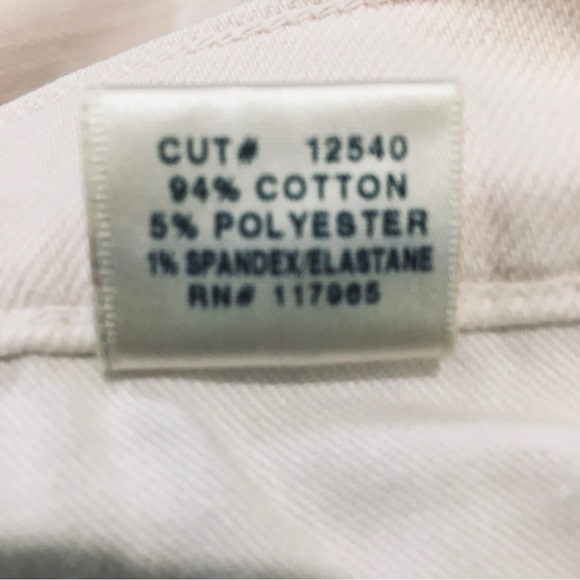 CUT# 12540
94% COTTON
5% POLYESTER
1% SPANDEX/ELASTANE
RN# 117965